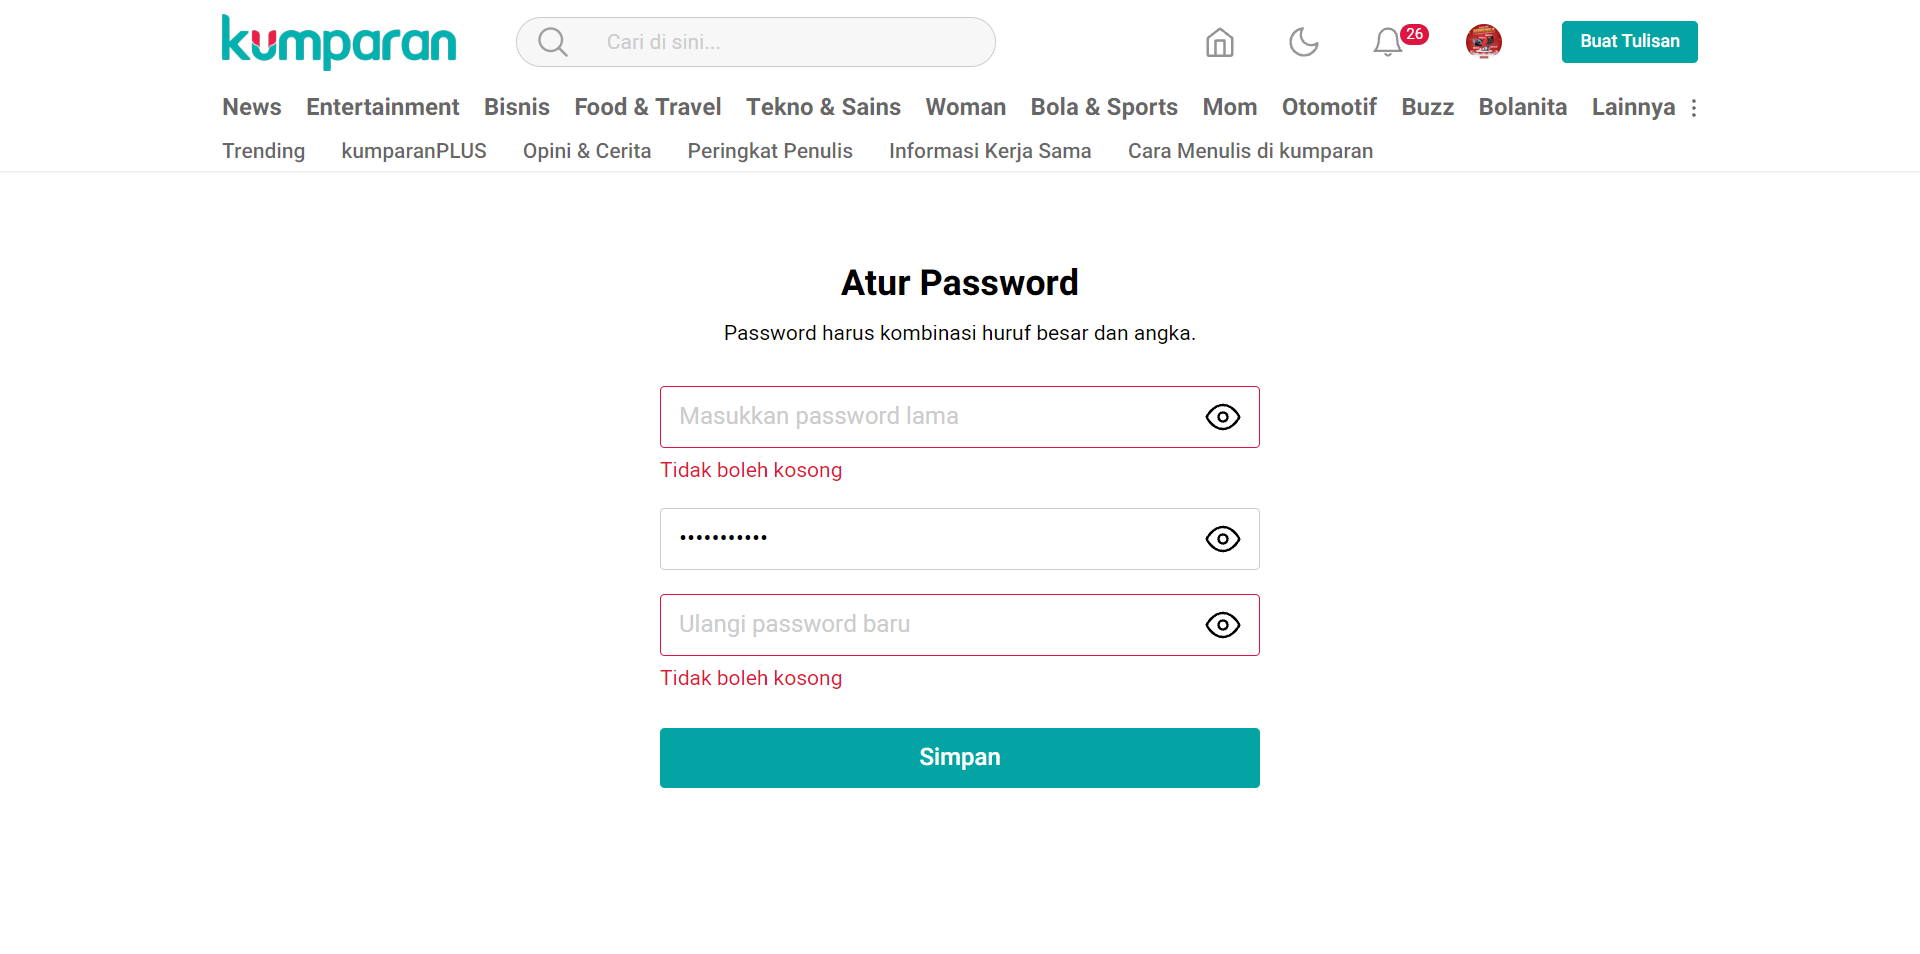 kumparan
Cari di sini...
26
Buat Tulisan
News Entertainment Bisnis Food & Travel Tekno & Sains Woman Bola & Sports Mom Otomotif Buzz Bolanita Lainnya
Trending kumparanPLUS Opini & Cerita Peringkat Penulis Informasi Kerja Sama Cara Menulis di kumparan
Atur Password
Password harus kombinasi huruf besar dan angka.
Masukkan password lama
Tidak boleh kosong
•••••••••••
Ulangi password baru
Tidak boleh kosong
Simpan